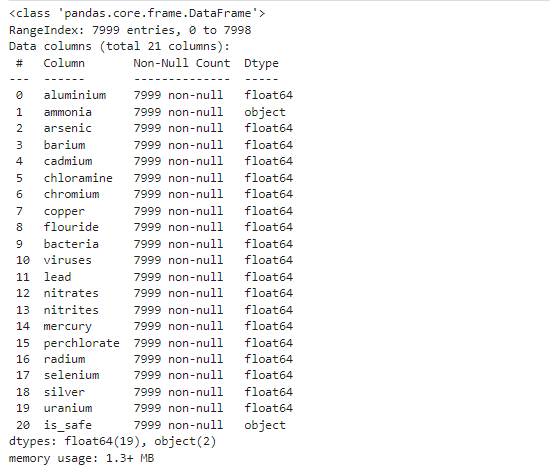 <class 'pandas.core.frame.DataFrame'>
RangeIndex: 7999 entries, 0 to 7998
Data columns (total 21 columns):
 #   Column       Non-Null Count  Dtype
---  ------       --------------  -----
 0   aluminium    7999 non-null   float64
 1   ammonia      7999 non-null   object
 2   arsenic      7999 non-null   float64
 3   barium       7999 non-null   float64
 4   cadmium      7999 non-null   float64
 5   chloramine   7999 non-null   float64
 6   chromium     7999 non-null   float64
 7   copper       7999 non-null   float64
 8   flouride     7999 non-null   float64
 9   bacteria     7999 non-null   float64
 10  viruses      7999 non-null   float64
 11  lead         7999 non-null   float64
 12  nitrates     7999 non-null   float64
 13  nitrites     7999 non-null   float64
 14  mercury      7999 non-null   float64
 15  perchlorate  7999 non-null   float64
 16  radium       7999 non-null   float64
 17  selenium     7999 non-null   float64
 18  silver       7999 non-null   float64
 19  uranium      7999 non-null   float64
 20  is_safe      7999 non-null   object
dtypes: float64(19), object(2)
memory usage: 1.3+ MB